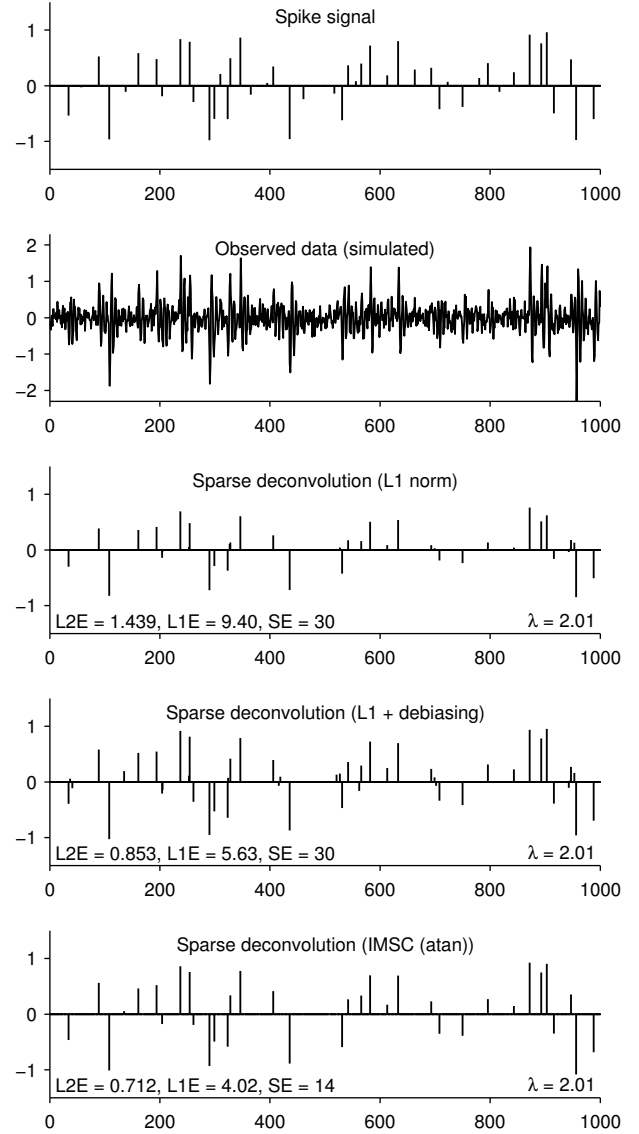 Spike signal
1
0
−1
0 200 400 600 800 1000
Observed data (simulated)
2
1
0
−1
−2
0 200 400 600 800 1000
Sparse deconvolution (L1 norm)
1
0
−1
L2E = 1.439, L1E = 9.40, SE = 30 λ = 2.01
0 200 400 600 800 1000
Sparse deconvolution (L1 + debiasing)
1
0
−1
L2E = 0.853, L1E = 5.63, SE = 30 λ = 2.01
0 200 400 600 800 1000
Sparse deconvolution (IMSC (atan))
1
0
−1
L2E = 0.712, L1E = 4.02, SE = 14 λ = 2.01
0 200 400 600 800 1000